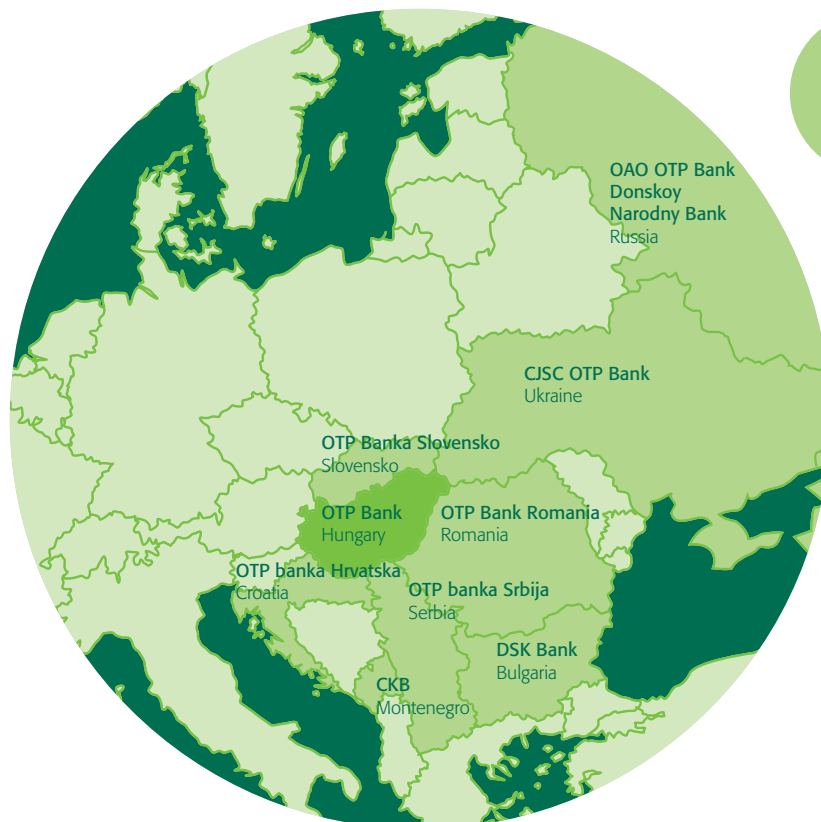 OAO OTP Bank
Donskoy
Narodny Bank
Russia
CJSC OTP Bank
Ukraine
OTP Banka Slovensko
Slovensko
OTP Bank
Hungary
OTP Bank Romania
Romania
OTP banka Hrvatska
Croatia
OTP banka Srbija
Serbia
DSK Bank
Bulgaria
CKB
Montenegro